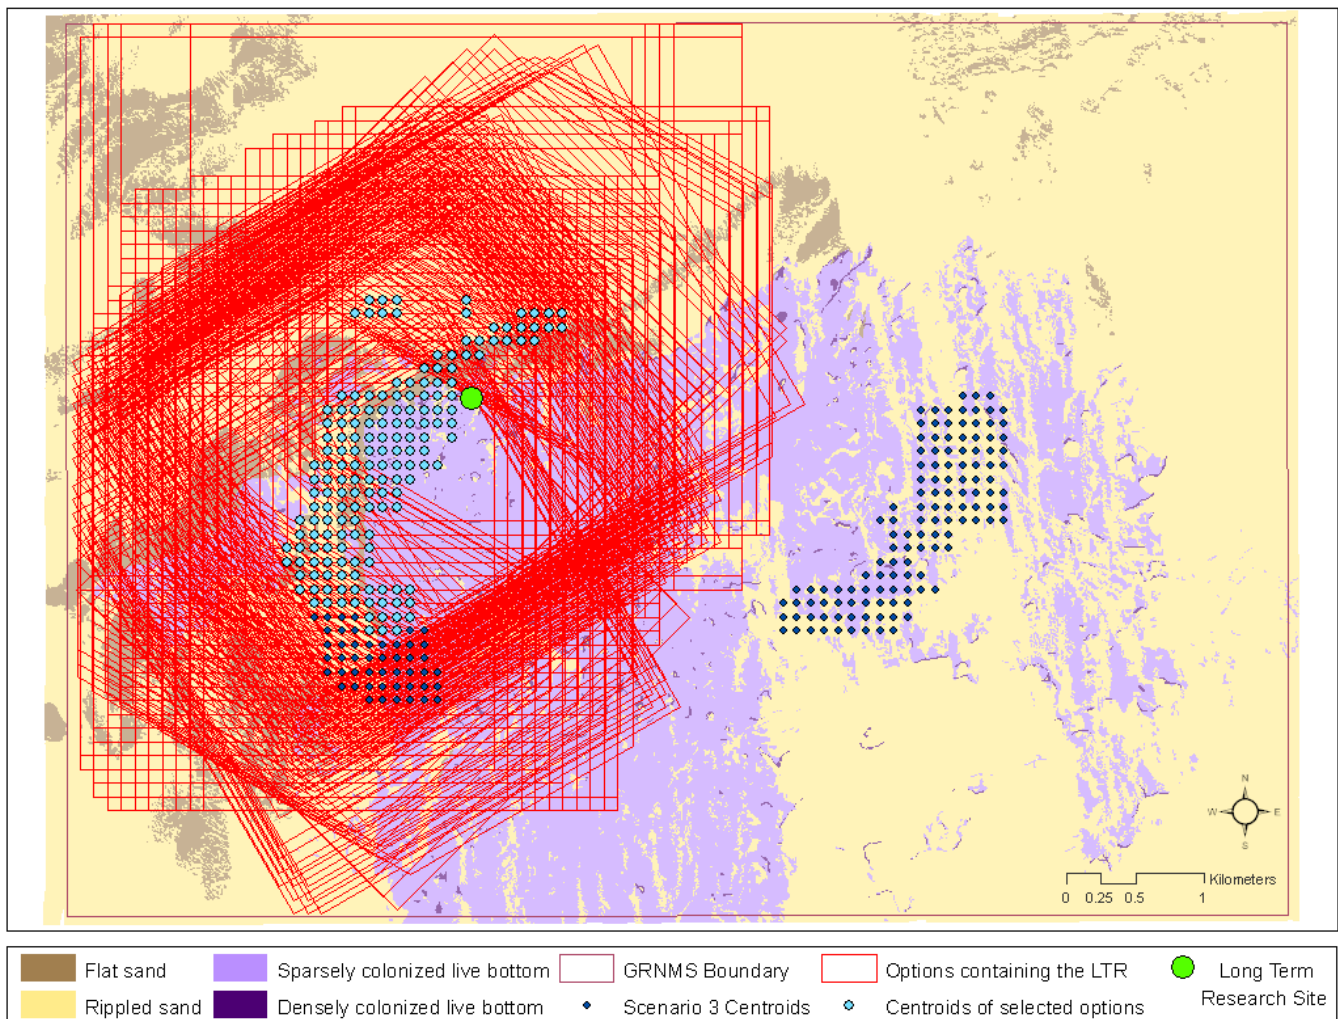 N
W E
S
Kilometers
0 0.25 0.5 1
Flat sand
Sparsely colonized live bottom
GRNMS Boundary
Options containing the LTR
Long Term
Research Site
Rippled sand
Densely colonized live bottom
Scenario 3 Centroids
Centroids of selected options